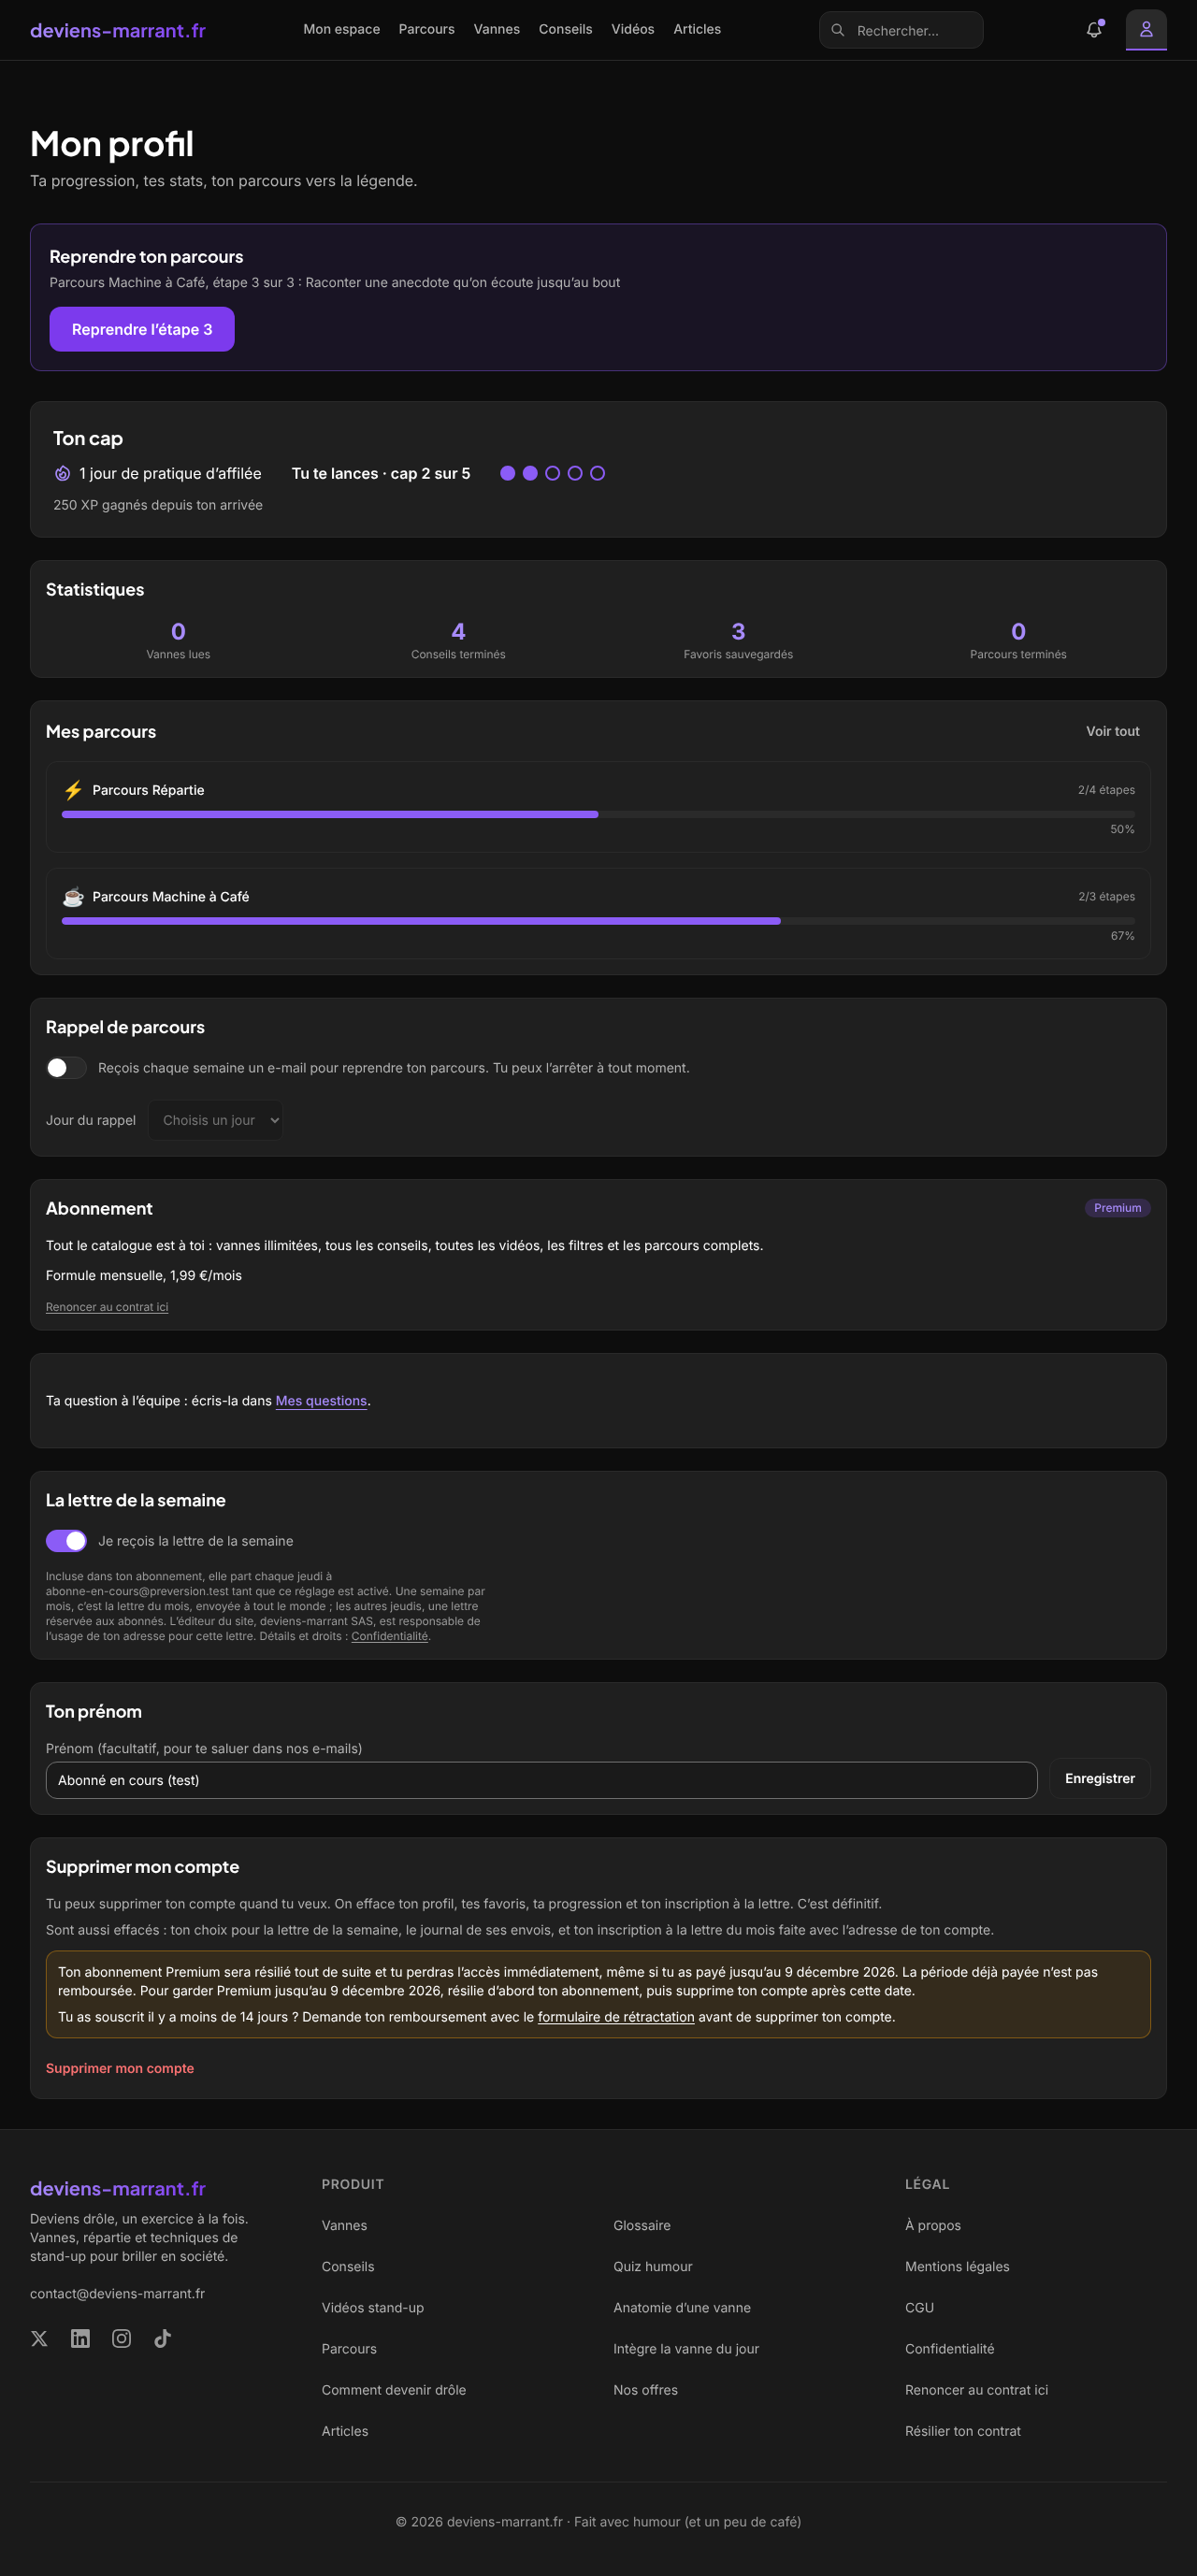 deviens-marrant.fr
Mon espace
Parcours
Vannes
Conseils
Vidéos
Articles
Rechercher...
Mon profil
Ta progression, tes stats, ton parcours vers la légende.
Reprendre ton parcours
Parcours Machine à Café, étape 3 sur 3 : Raconter une anecdote qu’on écoute jusqu’au bout
Reprendre l’étape 3
Ton cap
1 jour de pratique d’affilée
Tu te lances · cap 2 sur 5
250 XP gagnés depuis ton arrivée
Statistiques
0
Vannes lues
4
Conseils terminés
3
Favoris sauvegardés
0
Parcours terminés
Mes parcours
Voir tout
Parcours Répartie
2/4 étapes
50%
Parcours Machine à Café
2/3 étapes
67%
Rappel de parcours
Reçois chaque semaine un e-mail pour reprendre ton parcours. Tu peux l’arrêter à tout moment.
Jour du rappel
Choisis un jour
Abonnement
Premium
Tout le catalogue est à toi : vannes illimitées, tous les conseils, toutes les vidéos, les filtres et les parcours complets.
Formule mensuelle, 1,99 €/mois
Renoncer au contrat ici
Ta question à l’équipe : écris-la dans Mes questions.
La lettre de la semaine
Je reçois la lettre de la semaine
Incluse dans ton abonnement, elle part chaque jeudi à
abonne-en-cours@preversion.test tant que ce réglage est activé. Une semaine par
mois, c’est la lettre du mois, envoyée à tout le monde ; les autres jeudis, une lettre
réservée aux abonnés. L’éditeur du site, deviens-marrant SAS, est responsable de
l’usage de ton adresse pour cette lettre. Détails et droits : Confidentialité.
Ton prénom
Prénom (facultatif, pour te saluer dans nos e-mails)
Abonné en cours (test)
Enregistrer
Supprimer mon compte
Tu peux supprimer ton compte quand tu veux. On efface ton profil, tes favoris, ta progression et ton inscription à la lettre. C’est définitif.
Sont aussi effacés : ton choix pour la lettre de la semaine, le journal de ses envois, et ton inscription à la lettre du mois faite avec l’adresse de ton compte.
Ton abonnement Premium sera résilié tout de suite et tu perdras l’accès immédiatement, même si tu as payé jusqu’au 9 décembre 2026. La période déjà payée n’est pas
remboursée. Pour garder Premium jusqu’au 9 décembre 2026, résilie d’abord ton abonnement, puis supprime ton compte après cette date.
Tu as souscrit il y a moins de 14 jours ? Demande ton remboursement avec le formulaire de rétractation avant de supprimer ton compte.
Supprimer mon compte
deviens-marrant.fr
Deviens drôle, un exercice à la fois.
Vannes, répartie et techniques de
stand-up pour briller en société.
contact@deviens-marrant.fr
PRODUIT
Vannes
Conseils
Vidéos stand-up
Parcours
Comment devenir drôle
Articles
Glossaire
Quiz humour
Anatomie d’une vanne
Intègre la vanne du jour
Nos offres
LÉGAL
À propos
Mentions légales
CGU
Confidentialité
Renoncer au contrat ici
Résilier ton contrat
© 2026 deviens-marrant.fr · Fait avec humour (et un peu de café)